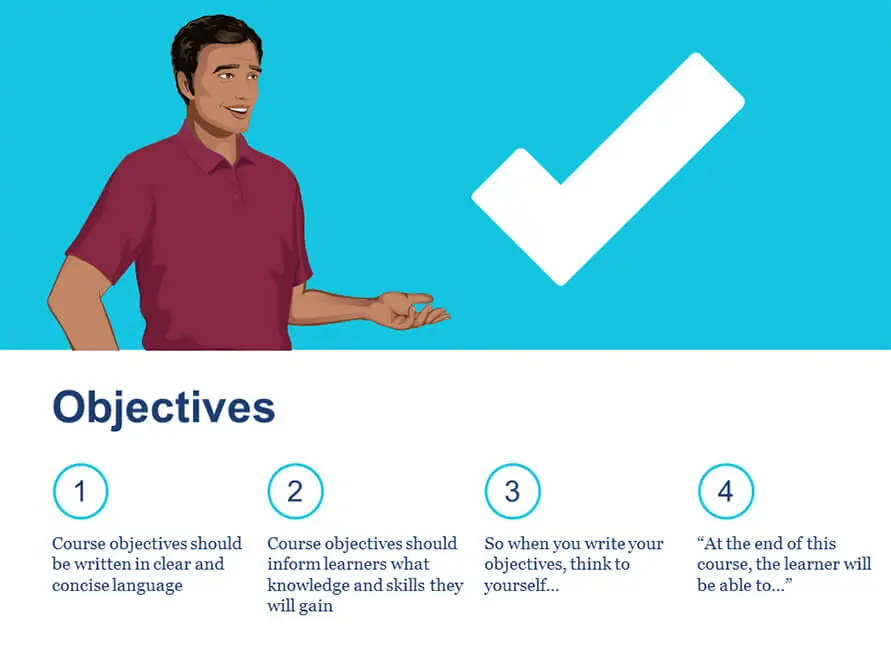 Objectives
1
Course objectives should
be written in clear and
concise language
2
Course objectives should
inform learners what
knowledge and skills they
will gain
3
So when you write your
objectives, think to
yourself...
4
“At the end of this
course, the learner will
be able to...”